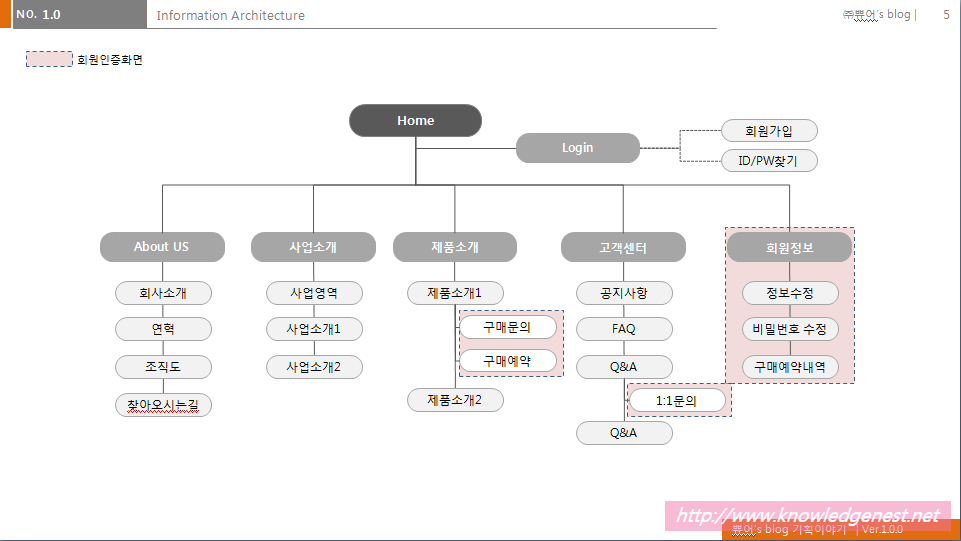 NO. 1.0
Information Architecture
㈜쀼어's blog |
5
회원인증화면
Home
Login
회원가입
ID/PW찾기
About US
사업소개
제품소개
고객센터
회원정보
회사소개
사업영역
제품소개1
공지사항
정보수정
연혁
사업소개1
구매문의
FAQ
비밀번호 수정
조직도
사업소개2
구매예약
Q&A
구매예약내역
찾아오시는길
제품소개2
1:1문의
Q&A
http://www.knowledgenest.net
쀼어's blog 기획이야기 | Ver.1.0.0